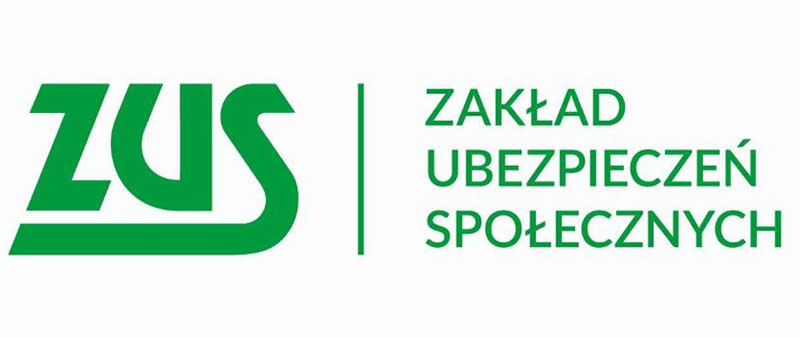 ZUS
ZAKŁAD
UBEZPIECZEŃ
SPOŁECZNYCH